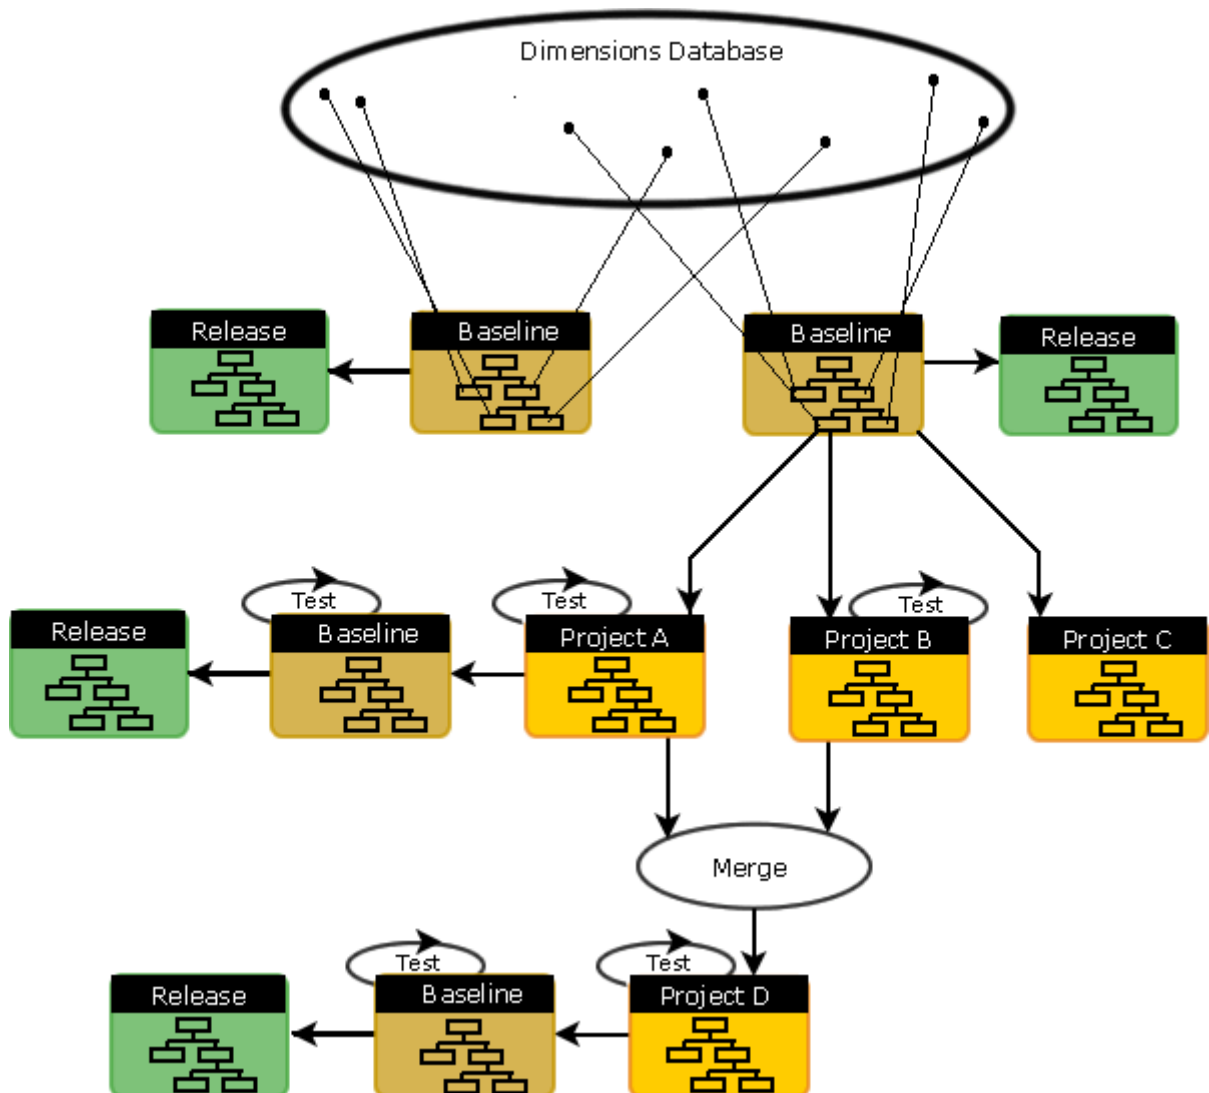 Dimensions Database
Release
Baseline
Baseline
Release
Test
Test
Test
Release
Baseline
Project A
Project B
Project C
Merge
Test
Test
Release
Baseline
Project D